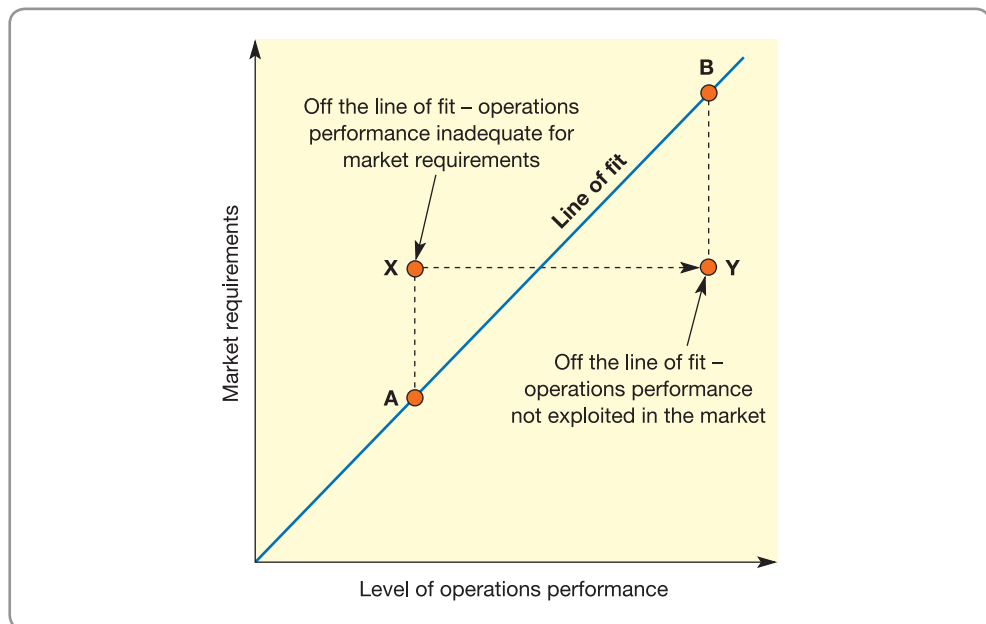 B
Off the line of fit – operations
performance inadequate for
market requirements
Line of fit
Market requirements
X
Y
A
Off the line of fit –
operations performance
not exploited in the market
Level of operations performance